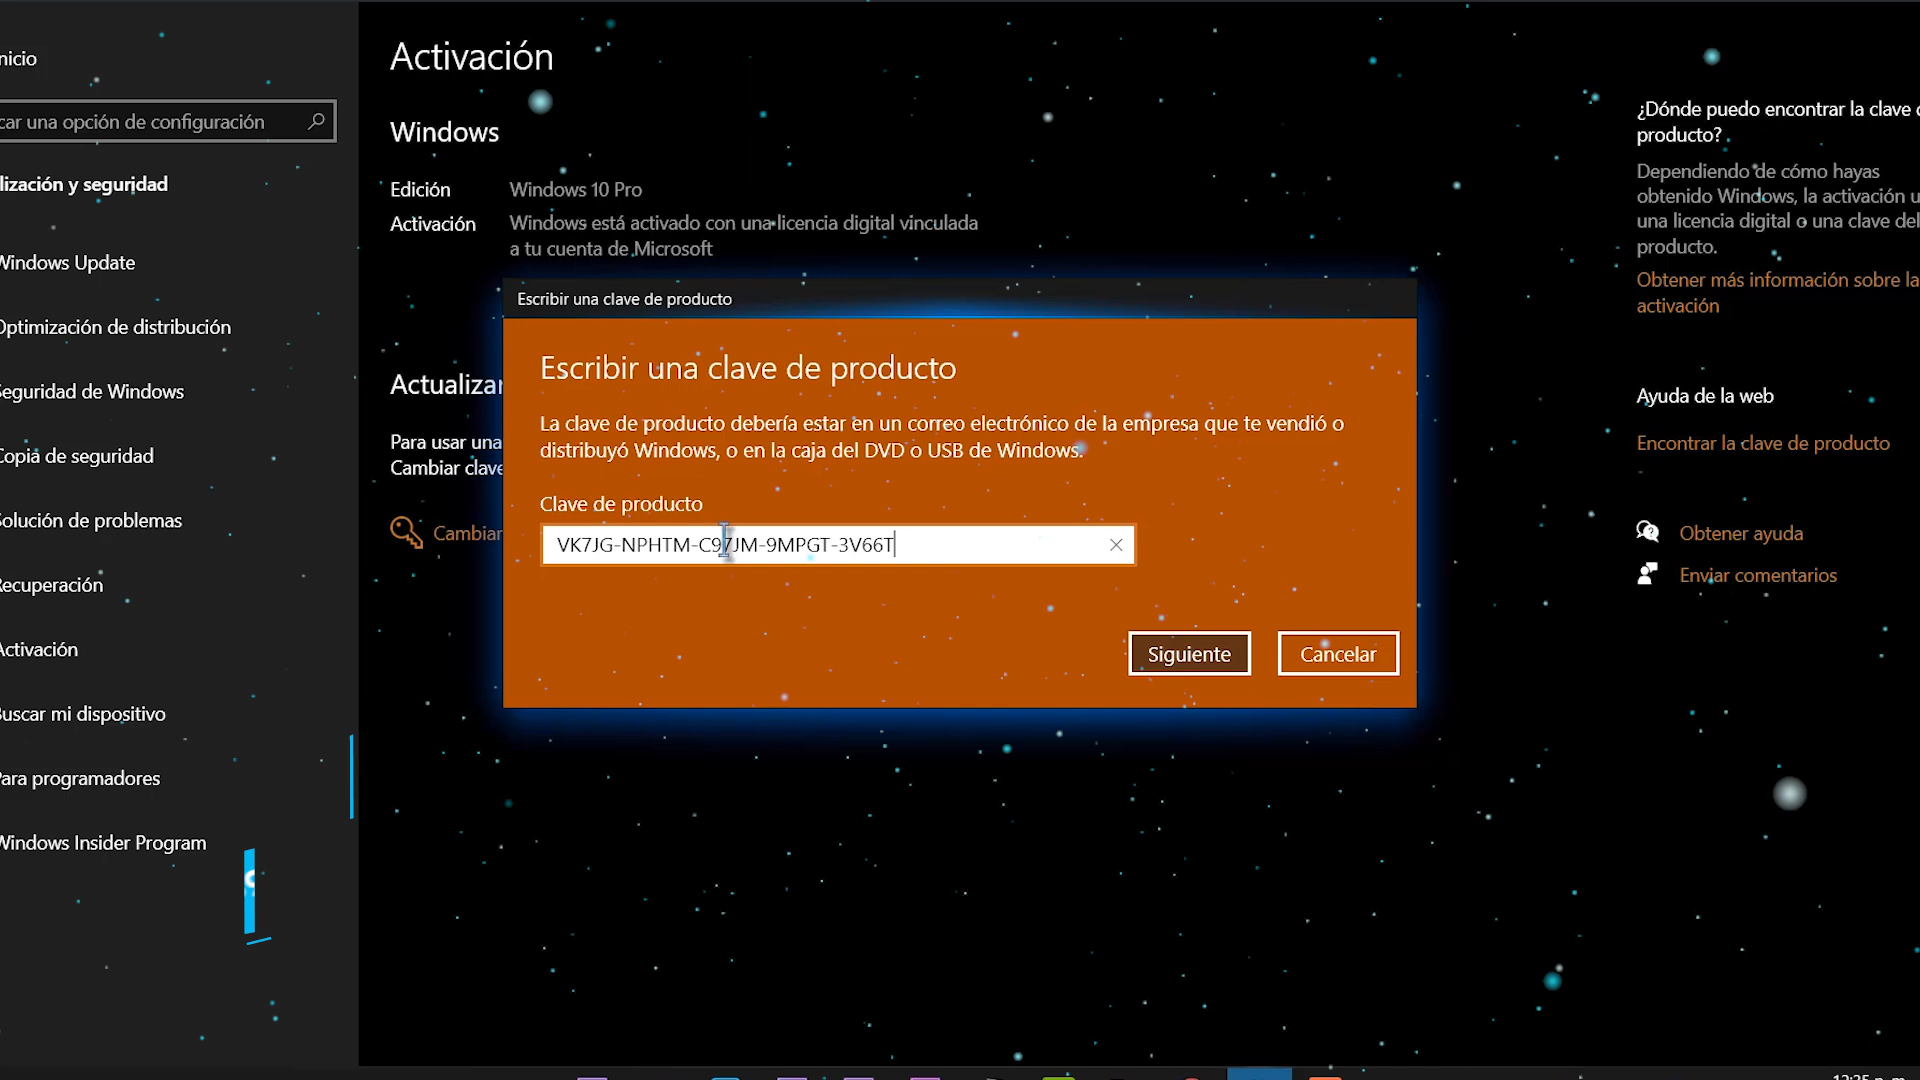 nicio
car una opción de configuración
lización y seguridad
Windows Update
Optimización de distribución
Seguridad de Windows
Copia de seguridad
Solución de problemas
Recuperación
Activación
Buscar mi dispositivo
Para programadores
Windows Insider Program
Activación
Windows
Edición Windows 10 Pro
Activación Windows está activado con una licencia digital vinculada
a tu cuenta de Microsoft
Actualizar
Para usar una
Cambiar clave
Cambiar
Escribir una clave de producto
Escribir una clave de producto
La clave de producto debería estar en un correo electrónico de la empresa que te vendió o
distribuyó Windows, o en la caja del DVD o USB de Windows.
Clave de producto
VK7JG-NPHTM-C97JM-9MPGT-3V66T
Siguiente Cancelar
¿Dónde puedo encontrar la clave
producto?
Dependiendo de cómo hayas
obtenido Windows, la activación
una licencia digital o una clave del
producto.
Obtener más información sobre la
activación
Ayuda de la web
Encontrar la clave de producto
Obtener ayuda
Enviar comentarios